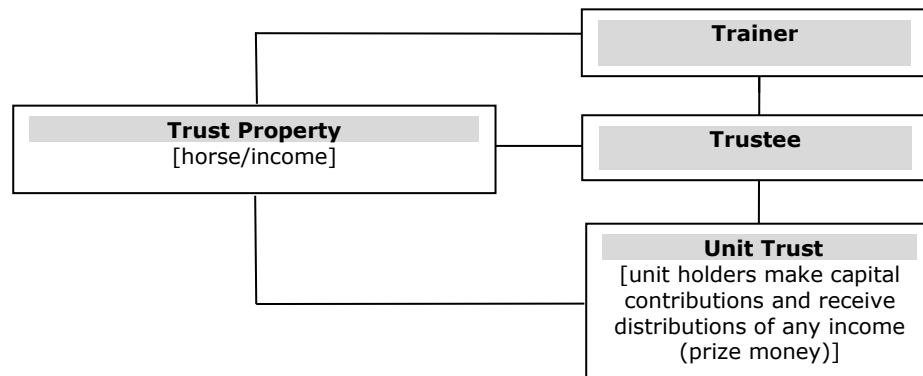 Trainer
Trust Property
[horse/income]
Trustee
Unit Trust
[unit holders make capital
contributions and receive
distributions of any income
(prize money)]